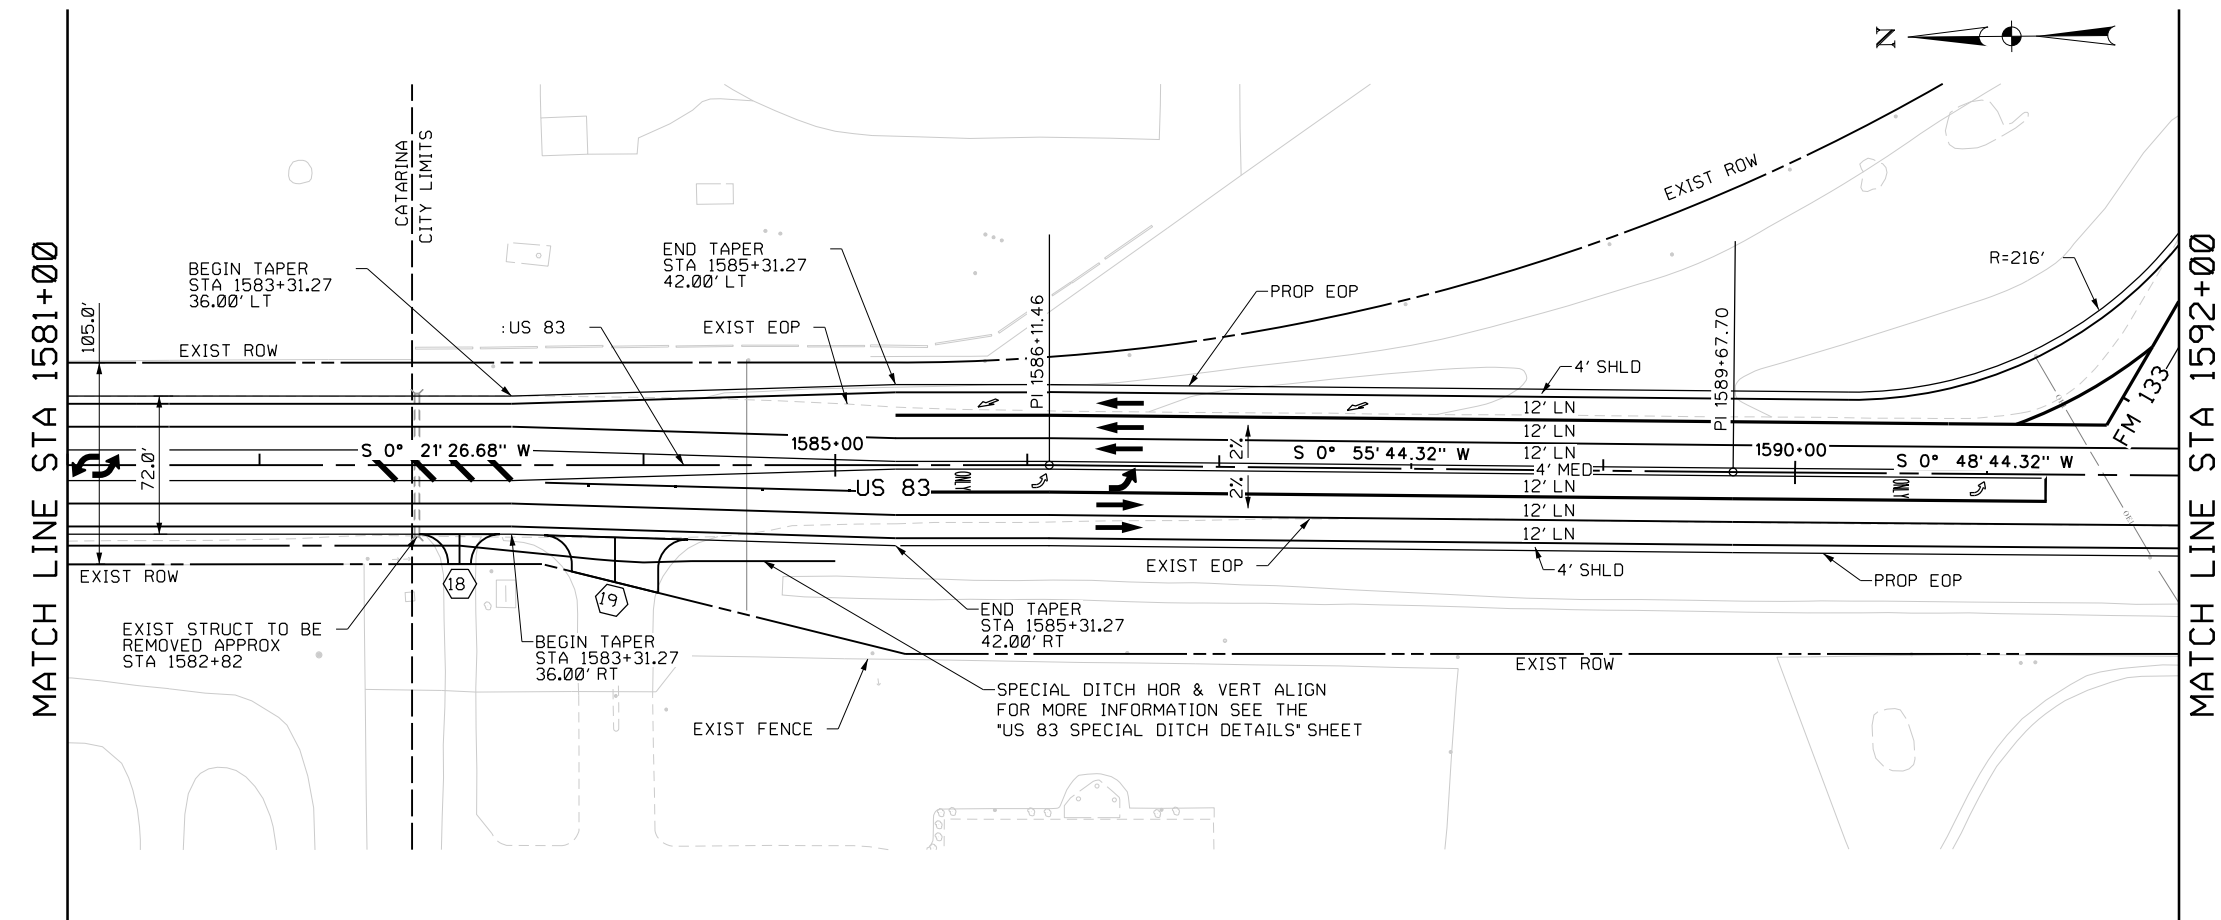 N
MATCH LINE STA 1581+00
MATCH LINE STA 1592+00
CATARINA
CITY LIMITS
BEGIN TAPER
STA 1583+31.27
36.00' LT
END TAPER
STA 1585+31.27
42.00' LT
:US 83
EXIST EOP
PROP EOP
EXIST ROW
R=216'
105.0'
EXIST ROW
PI 1586+11.46
PI 1589+67.70
4' SHLD
FM 133
12' LN
12' LN
12' LN
4' MED
12' LN
12' LN
12' LN
72.0'
S 0° 21' 26.68" W
1585+00
2%
2%
S 0° 55' 44.32" W
1590+00
S 0° 48' 44.32" W
ONLY
ONLY
US 83
EXIST ROW
18
19
EXIST EOP
4' SHLD
PROP EOP
EXIST STRUCT TO BE
REMOVED APPROX
STA 1582+82
BEGIN TAPER
STA 1583+31.27
36.00' RT
END TAPER
STA 1585+31.27
42.00' RT
EXIST ROW
SPECIAL DITCH HOR & VERT ALIGN
FOR MORE INFORMATION SEE THE
"US 83 SPECIAL DITCH DETAILS" SHEET
EXIST FENCE